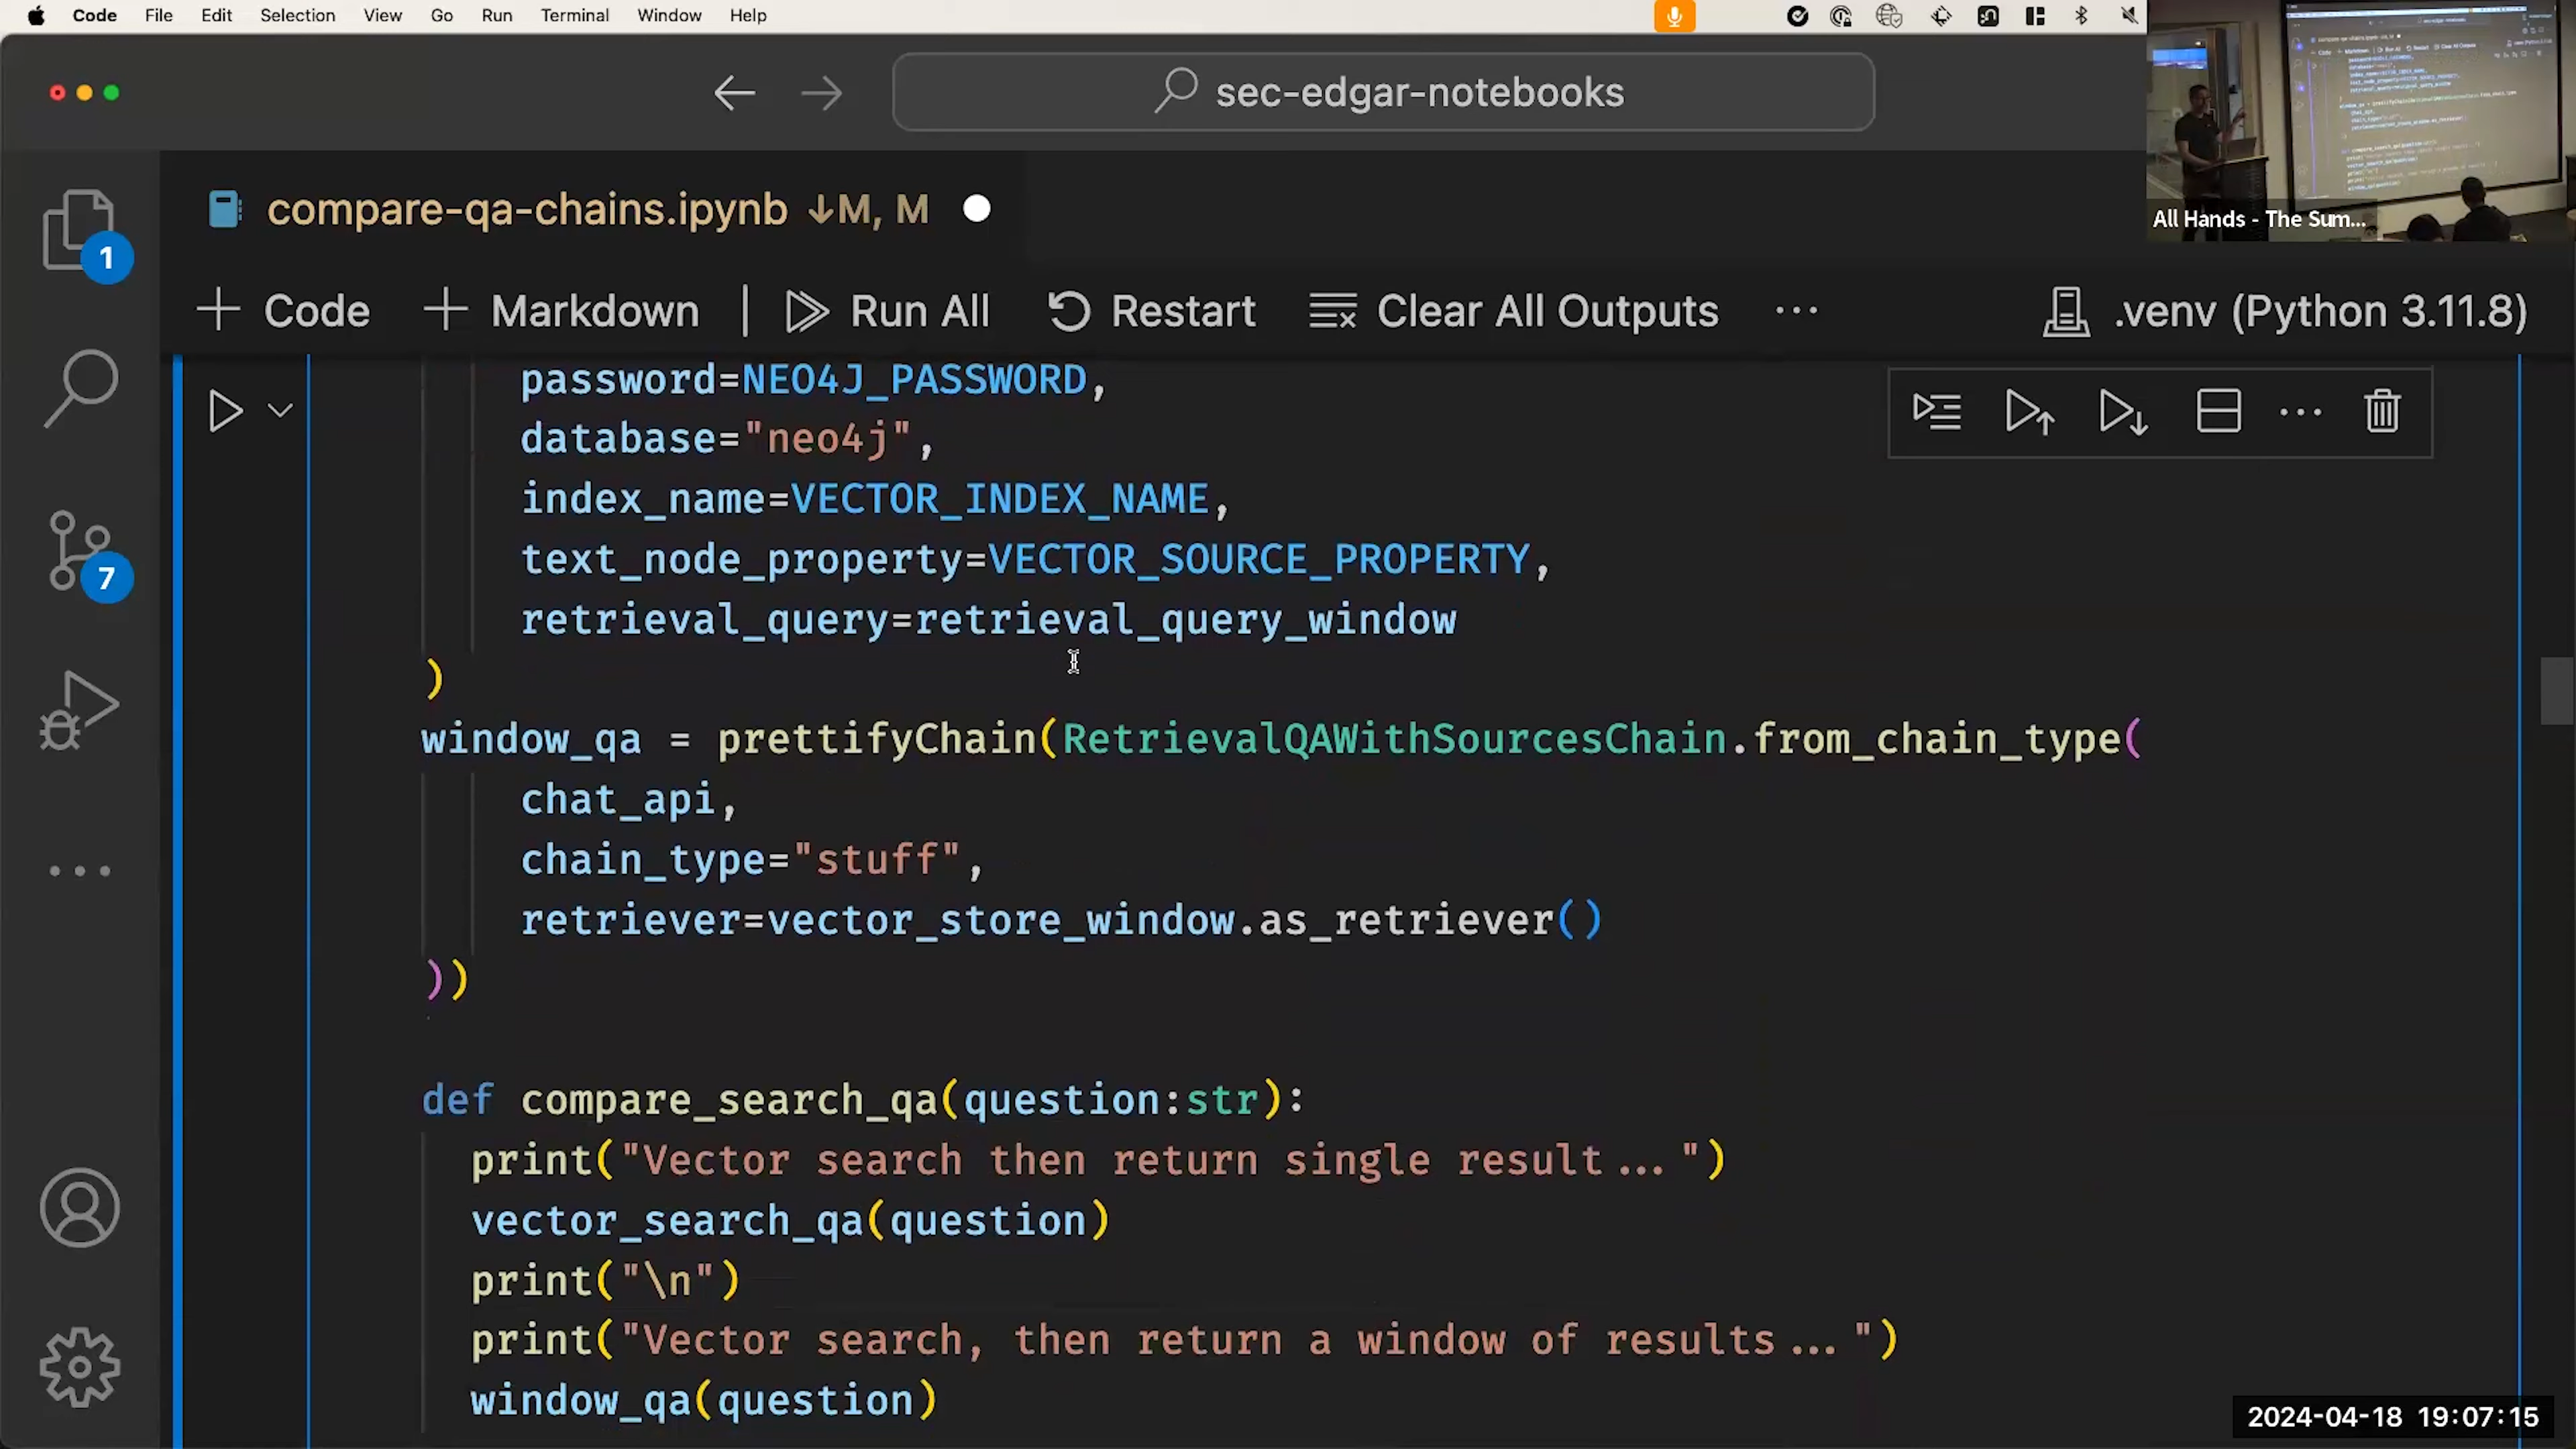 Code File Edit Selection View Go Run Terminal Window Help
sec-edgar-notebooks
compare-qa-chains.ipynb ↓M, M
All Hands - The Sum...
1
+ Code + Markdown | Run All Restart Clear All Outputs ... .venv (Python 3.11.8)
password=NEO4J_PASSWORD,
database="neo4j",
index_name=VECTOR_INDEX_NAME,
text_node_property=VECTOR_SOURCE_PROPERTY,
7
retrieval_query=retrieval_query_window
)
window_qa = prettifyChain(RetrievalQAWithSourcesChain.from_chain_type(
chat_api,
chain_type="stuff",
retriever=vector_store_window.as_retriever()
))
def compare_search_qa(question:str):
print("Vector search then return single result...")
vector_search_qa(question)
print("\n")
print("Vector search, then return a window of results...")
window_qa(question)
2024-04-18 19:07:15